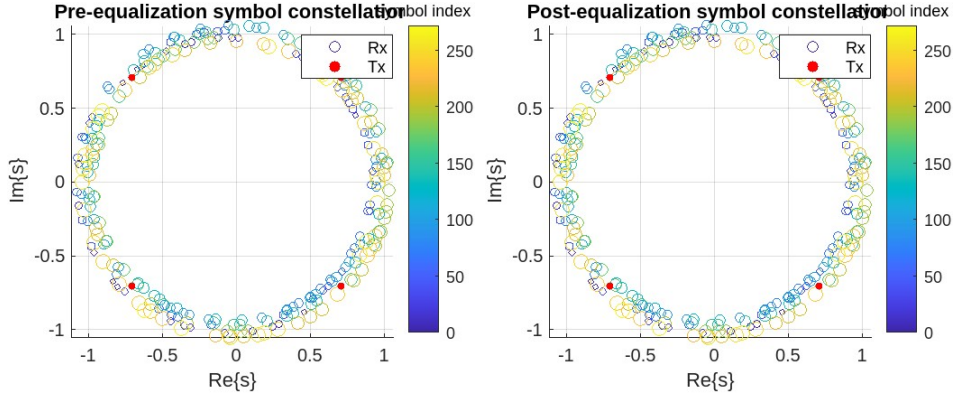 Pre-equalization symbol constellation
symbol index
1
0.5
0
-0.5
-1
-1
-0.5
0
0.5
1
Im{s}
Re{s}
Rx
Tx
250
200
150
100
50
0
Post-equalization symbol constellation
symbol index
1
0.5
0
-0.5
-1
-1
-0.5
0
0.5
1
Im{s}
Re{s}
Rx
Tx
250
200
150
100
50
0